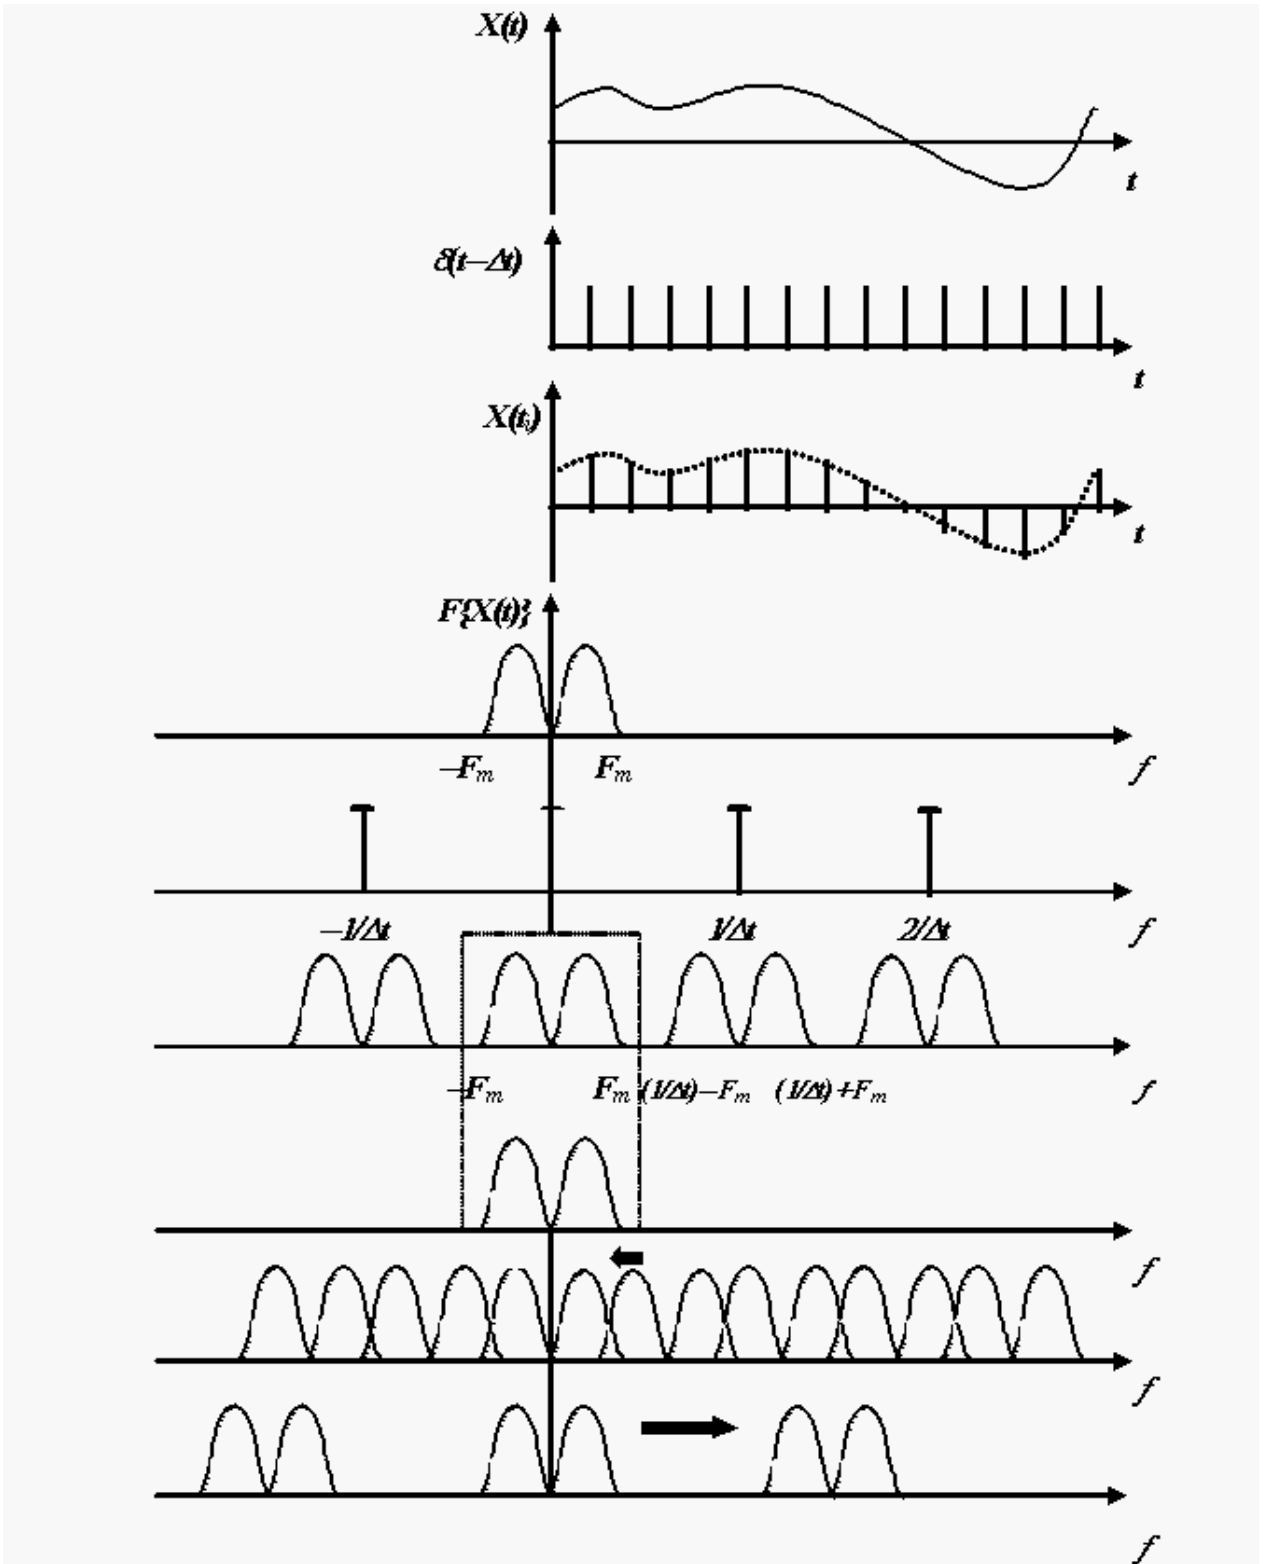 X(t)
t
δ(t–Δt)
t
X(tᵢ)
t
F{X(t)}
–Fₘ Fₘ f
–1/Δt 1/Δt 2/Δt f
–Fₘ Fₘ (1/Δt)–Fₘ (1/Δt)+Fₘ f
f
f
f